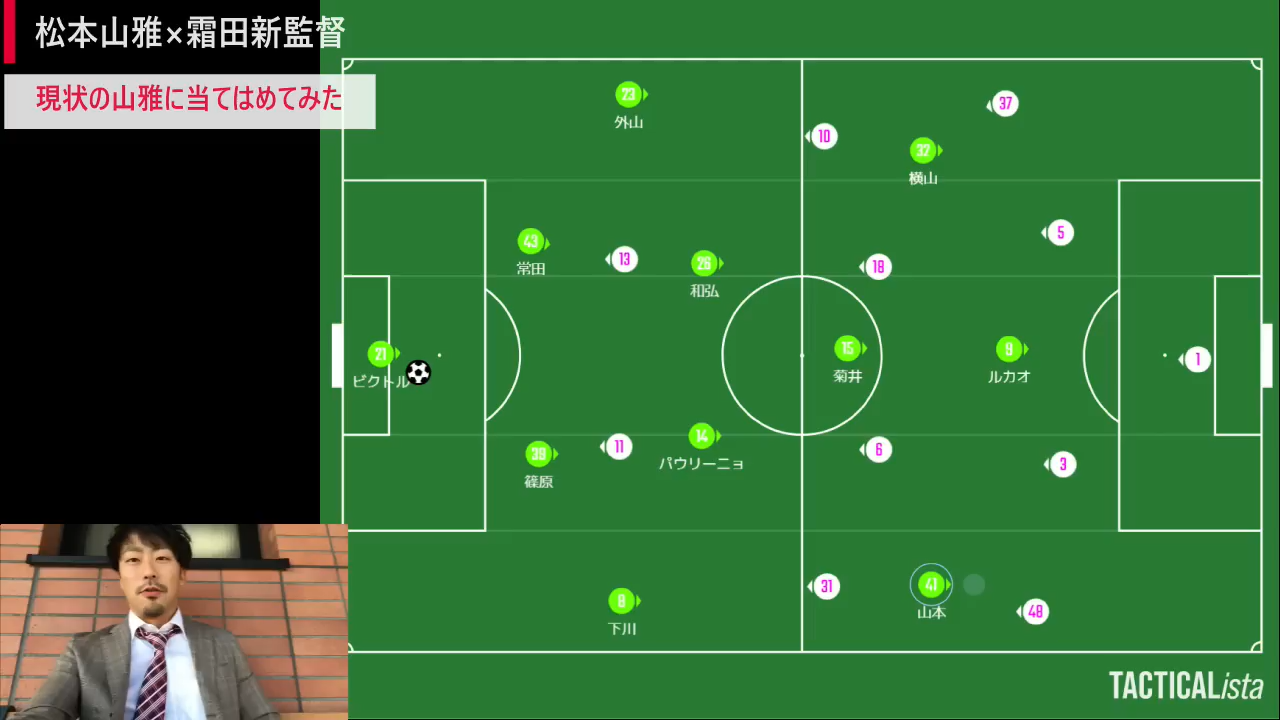 松本山雅×霜田新監督
現状の山雅に当てはめてみた
23
外山
37
10
32
横山
5
43
常田
13
26
和弘
18
21
ビクトル
15
菊井
9
ルカオ
1
39
篠原
11
14
パウリーニョ
6
3
8
下川
31
41
山本
48
TACTICALista